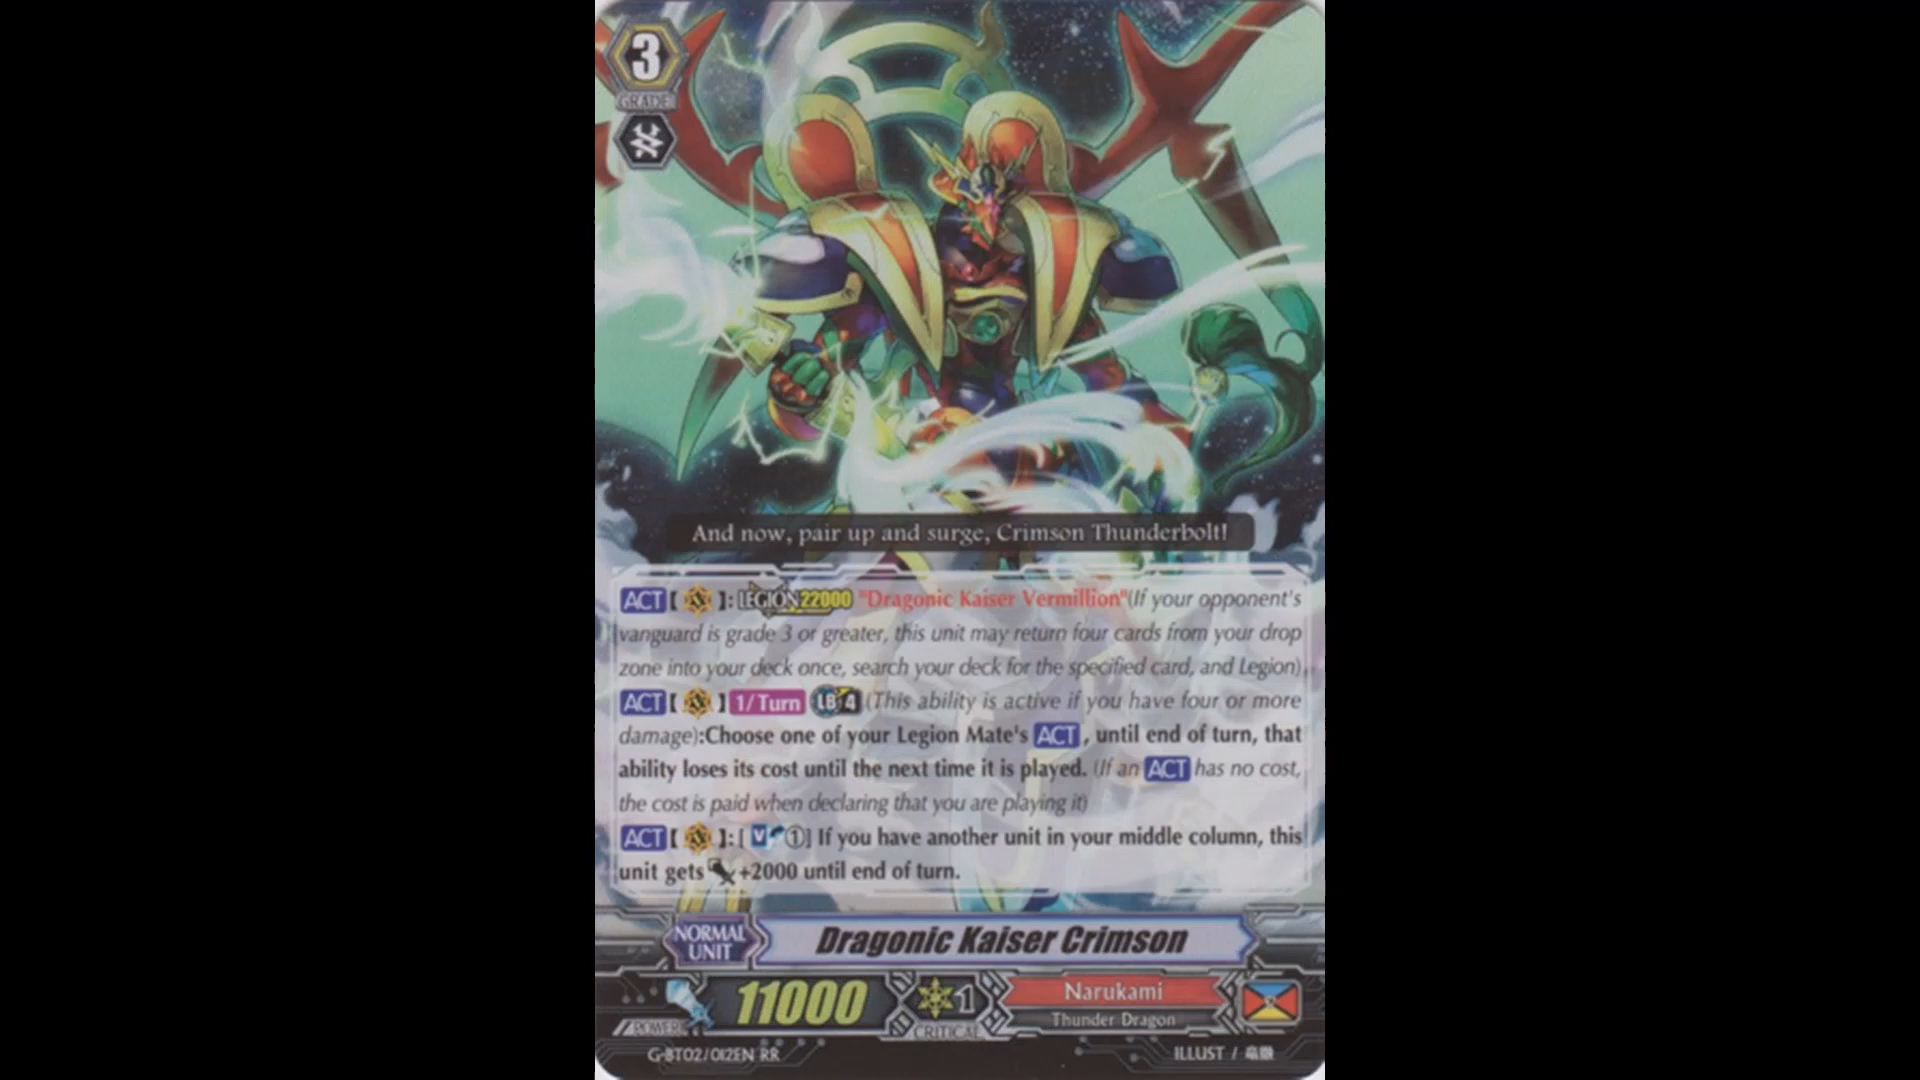 3
GRADE
And now, pair up and surge, Crimson Thunderbolt!
ACT [ ]: LEGION 22000 "Dragonic Kaiser Vermillion" (If your opponent's
vanguard is grade 3 or greater, this unit may return four cards from your drop
zone into your deck once, search your deck for the specified card, and Legion)
ACT [ ] 1/Turn LB 4 (This ability is active if you have four or more
damage):Choose one of your Legion Mate's ACT, until end of turn, that
ability loses its cost until the next time it is played. (If an ACT has no cost,
the cost is paid when declaring that you are playing it)
ACT [ ]: [ V 1] If you have another unit in your middle column, this
unit gets +2000 until end of turn.
NORMAL
UNIT
Dragonic Kaiser Crimson
11000
1
Narukami
Thunder Dragon
POWER
CRITICAL
G-BT02/012EN RR
ILLUST /